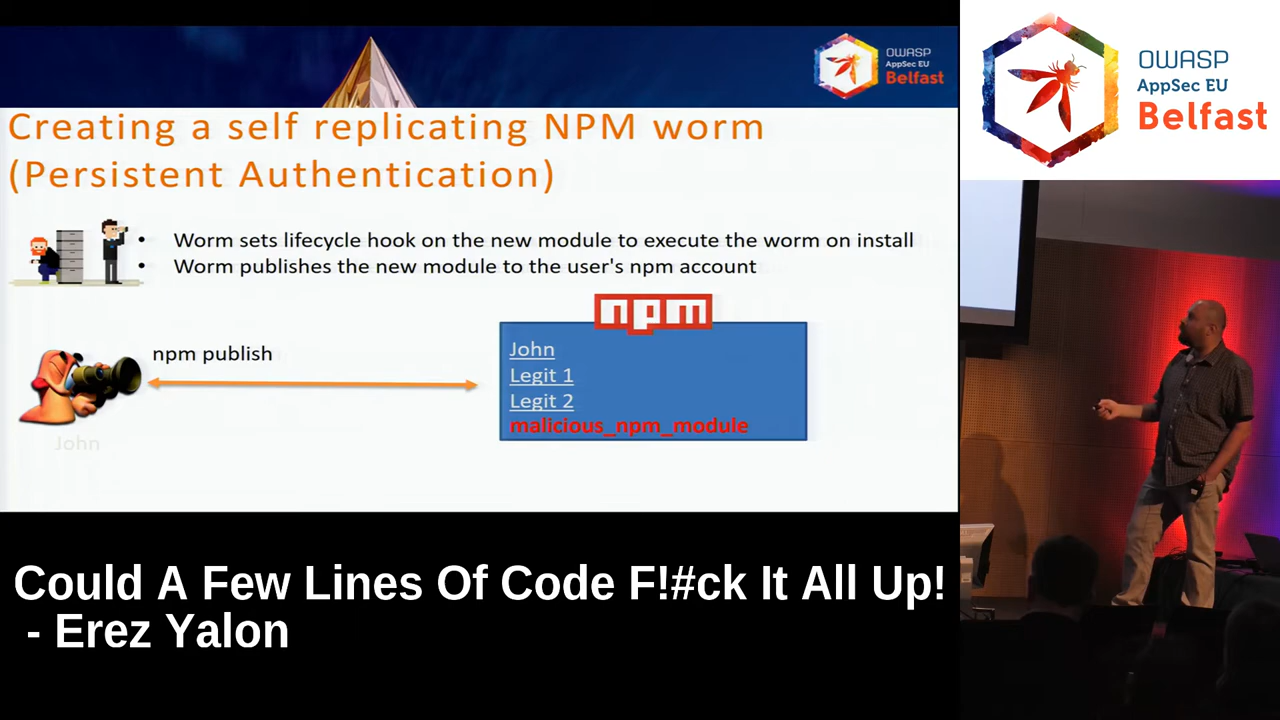 OWASP
AppSec EU
Belfast
OWASP
AppSec EU
Belfast
Creating a self replicating NPM worm
(Persistent Authentication)
• Worm sets lifecycle hook on the new module to execute the worm on install
• Worm publishes the new module to the user's npm account
npm
npm publish
John
Legit 1
Legit 2
malicious_npm_module
John
Could A Few Lines Of Code F!#ck It All Up!
- Erez Yalon